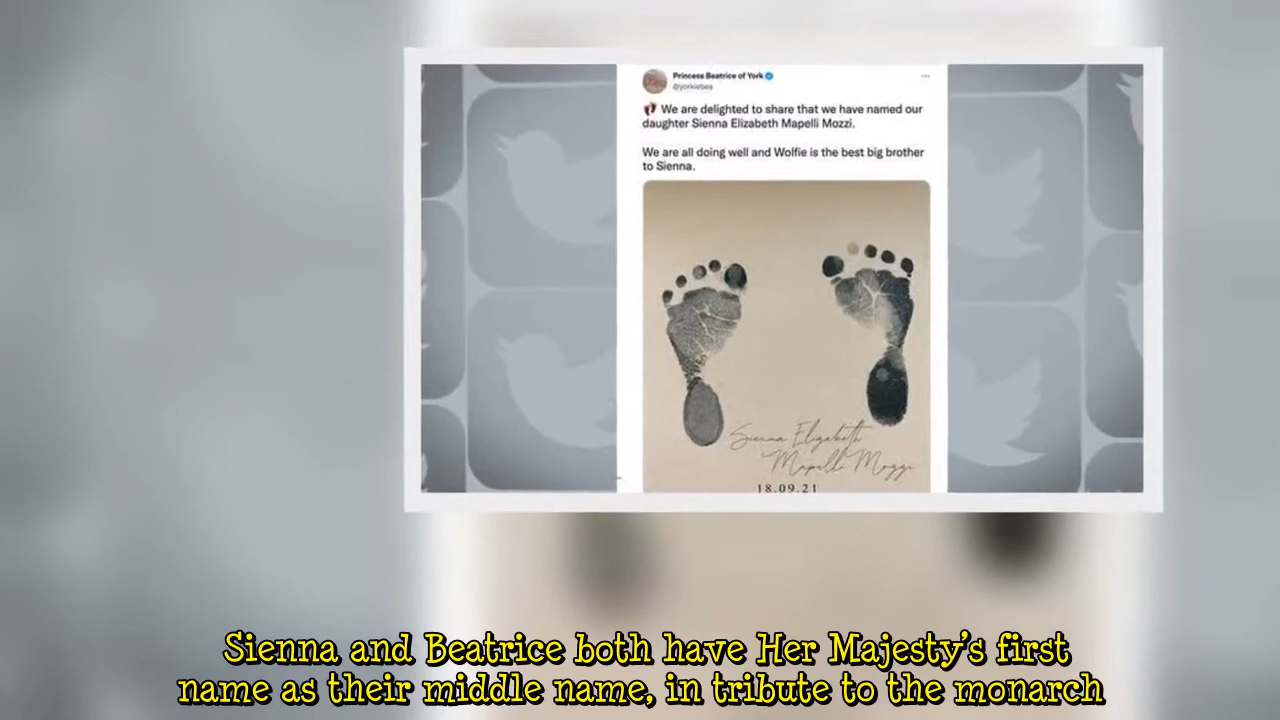 Princess Beatrice of York
@yorkiebea
👣 We are delighted to share that we have named our
daughter Sienna Elizabeth Mapelli Mozzi.
We are all doing well and Wolfie is the best big brother
to Sienna.
Sienna Elizabeth
Mapelli Mozzi
18.09.21
Sienna and Beatrice both have Her Majesty's first
name as their middle name, in tribute to the monarch